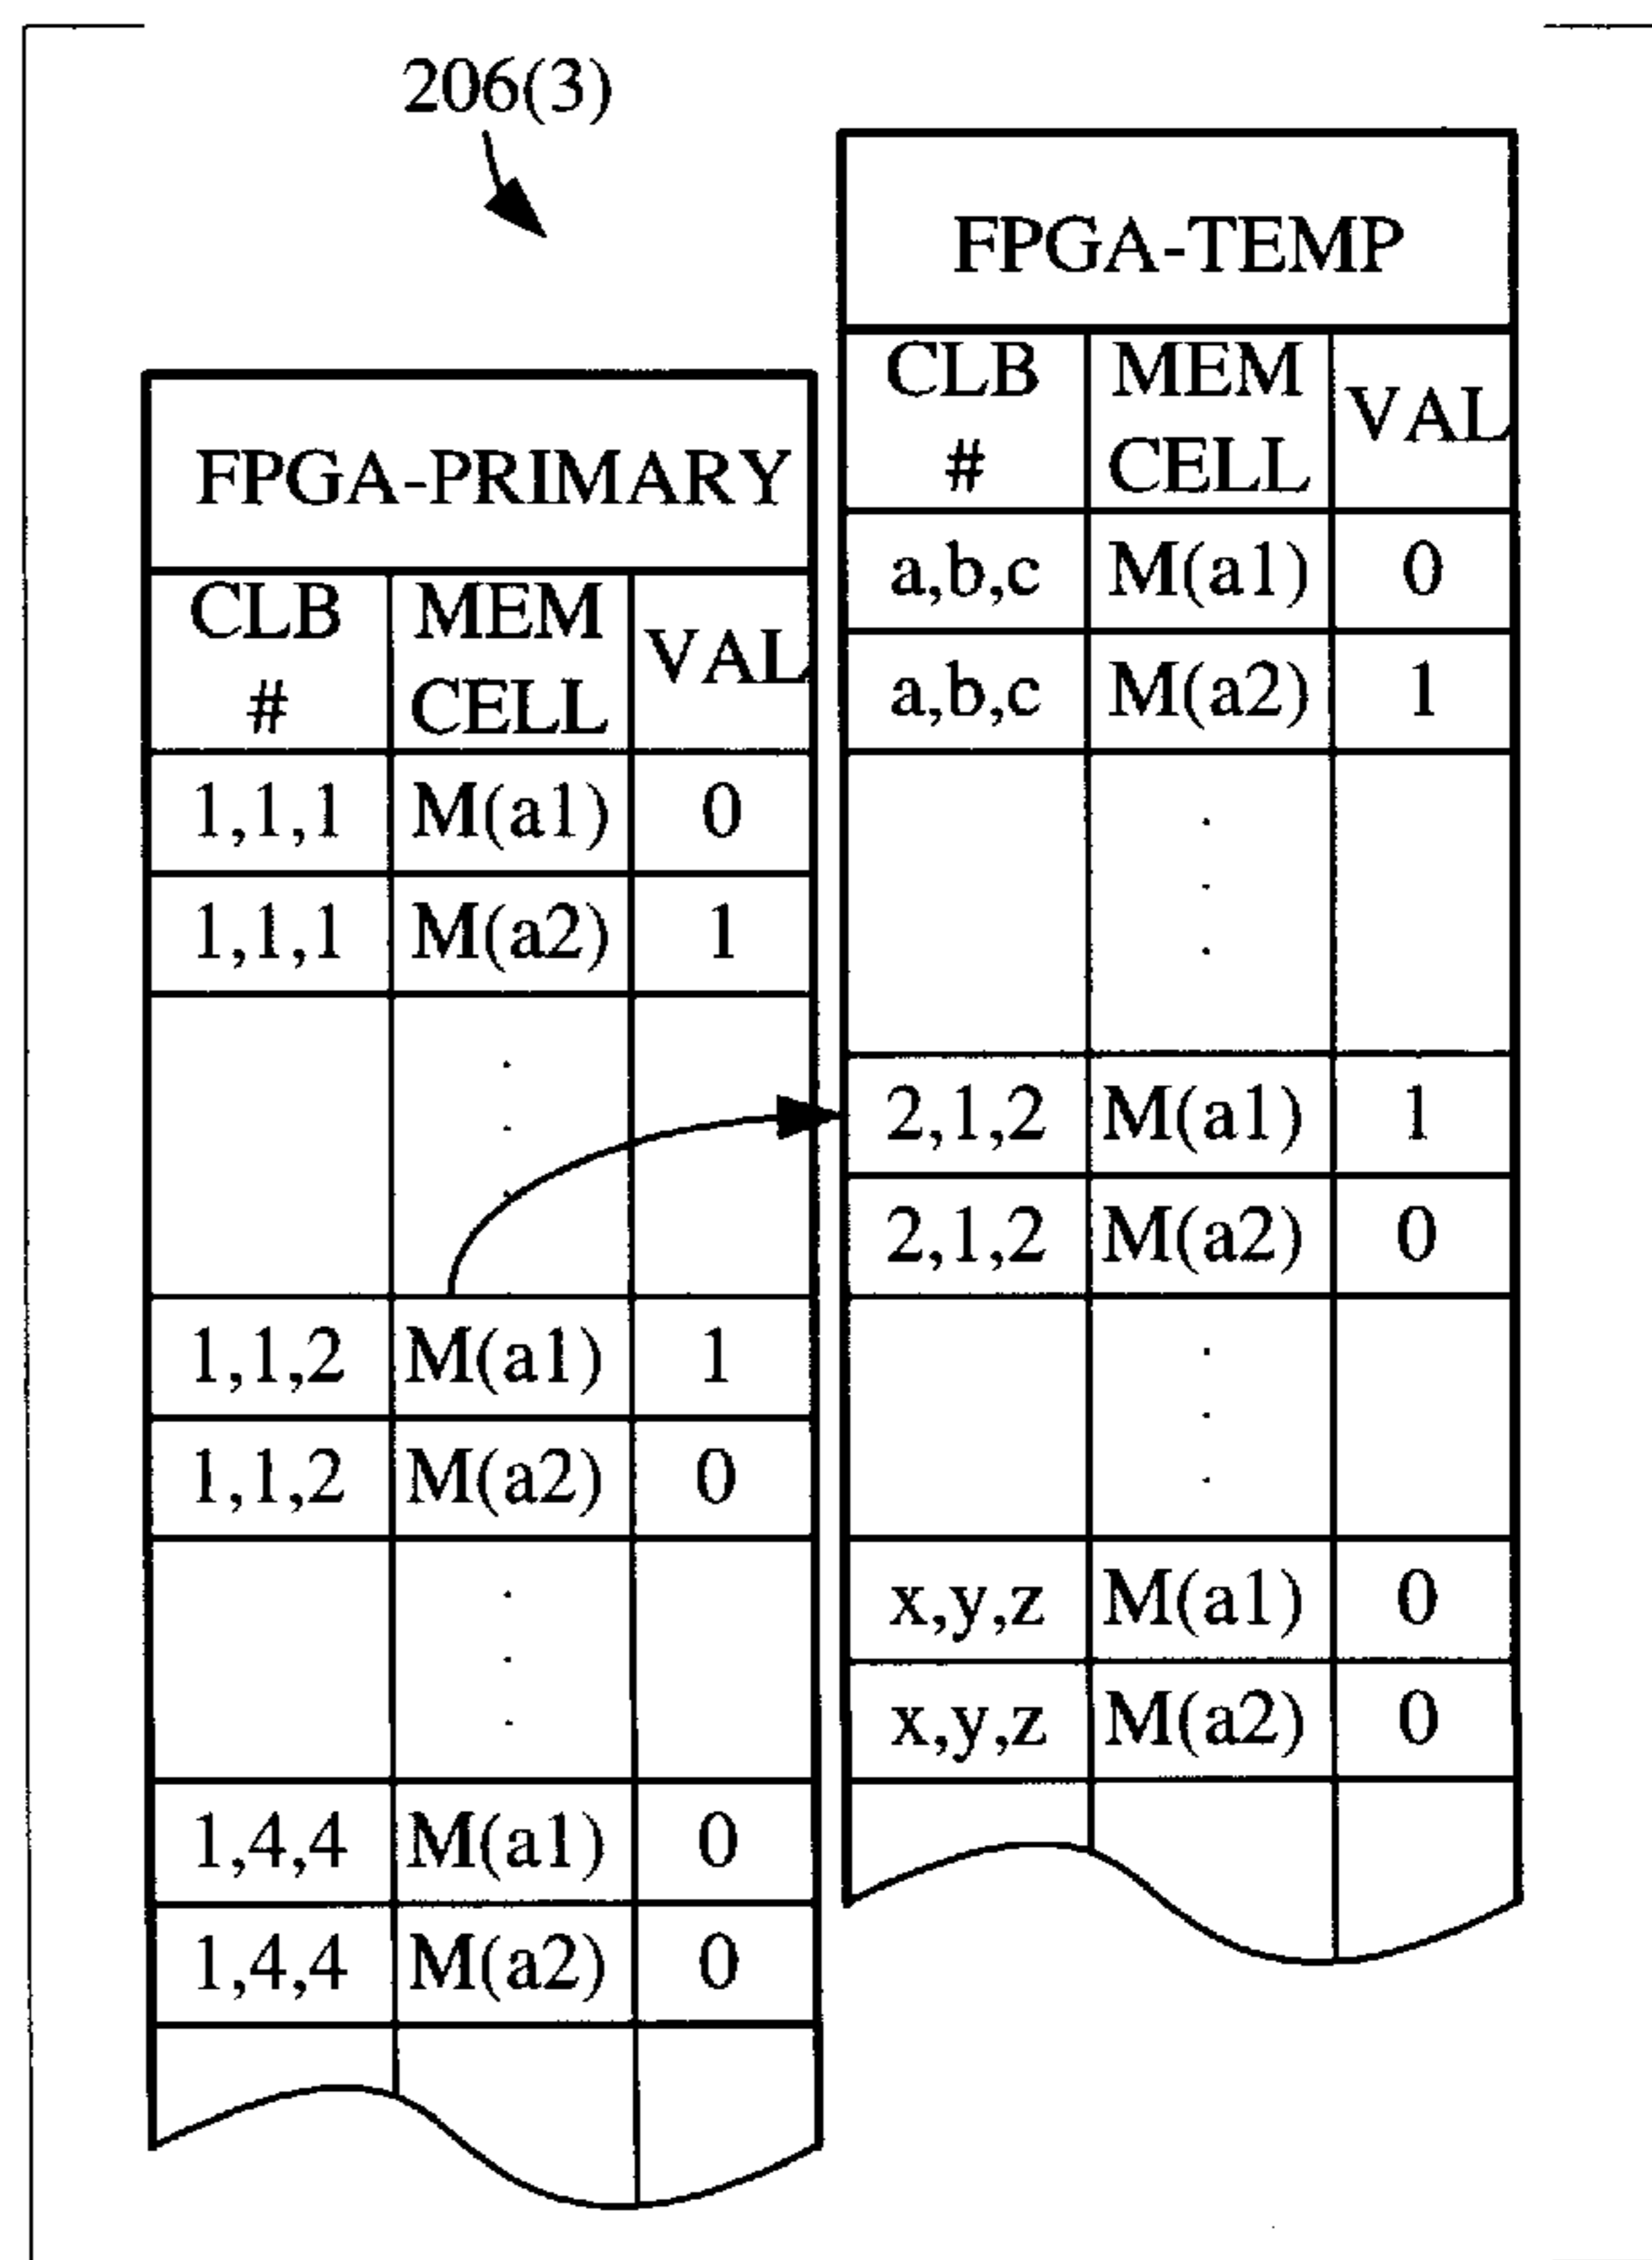 206(3)
FPGA-PRIMARY
CLB # MEM CELL VAL
1,1,1 M(a1) 0
1,1,1 M(a2) 1
. . .
1,1,2 M(a1) 1
1,1,2 M(a2) 0
. . .
1,4,4 M(a1) 0
1,4,4 M(a2) 0
FPGA-TEMP
CLB # MEM CELL VAL
a,b,c M(a1) 0
a,b,c M(a2) 1
. . .
2,1,2 M(a1) 1
2,1,2 M(a2) 0
. . .
x,y,z M(a1) 0
x,y,z M(a2) 0